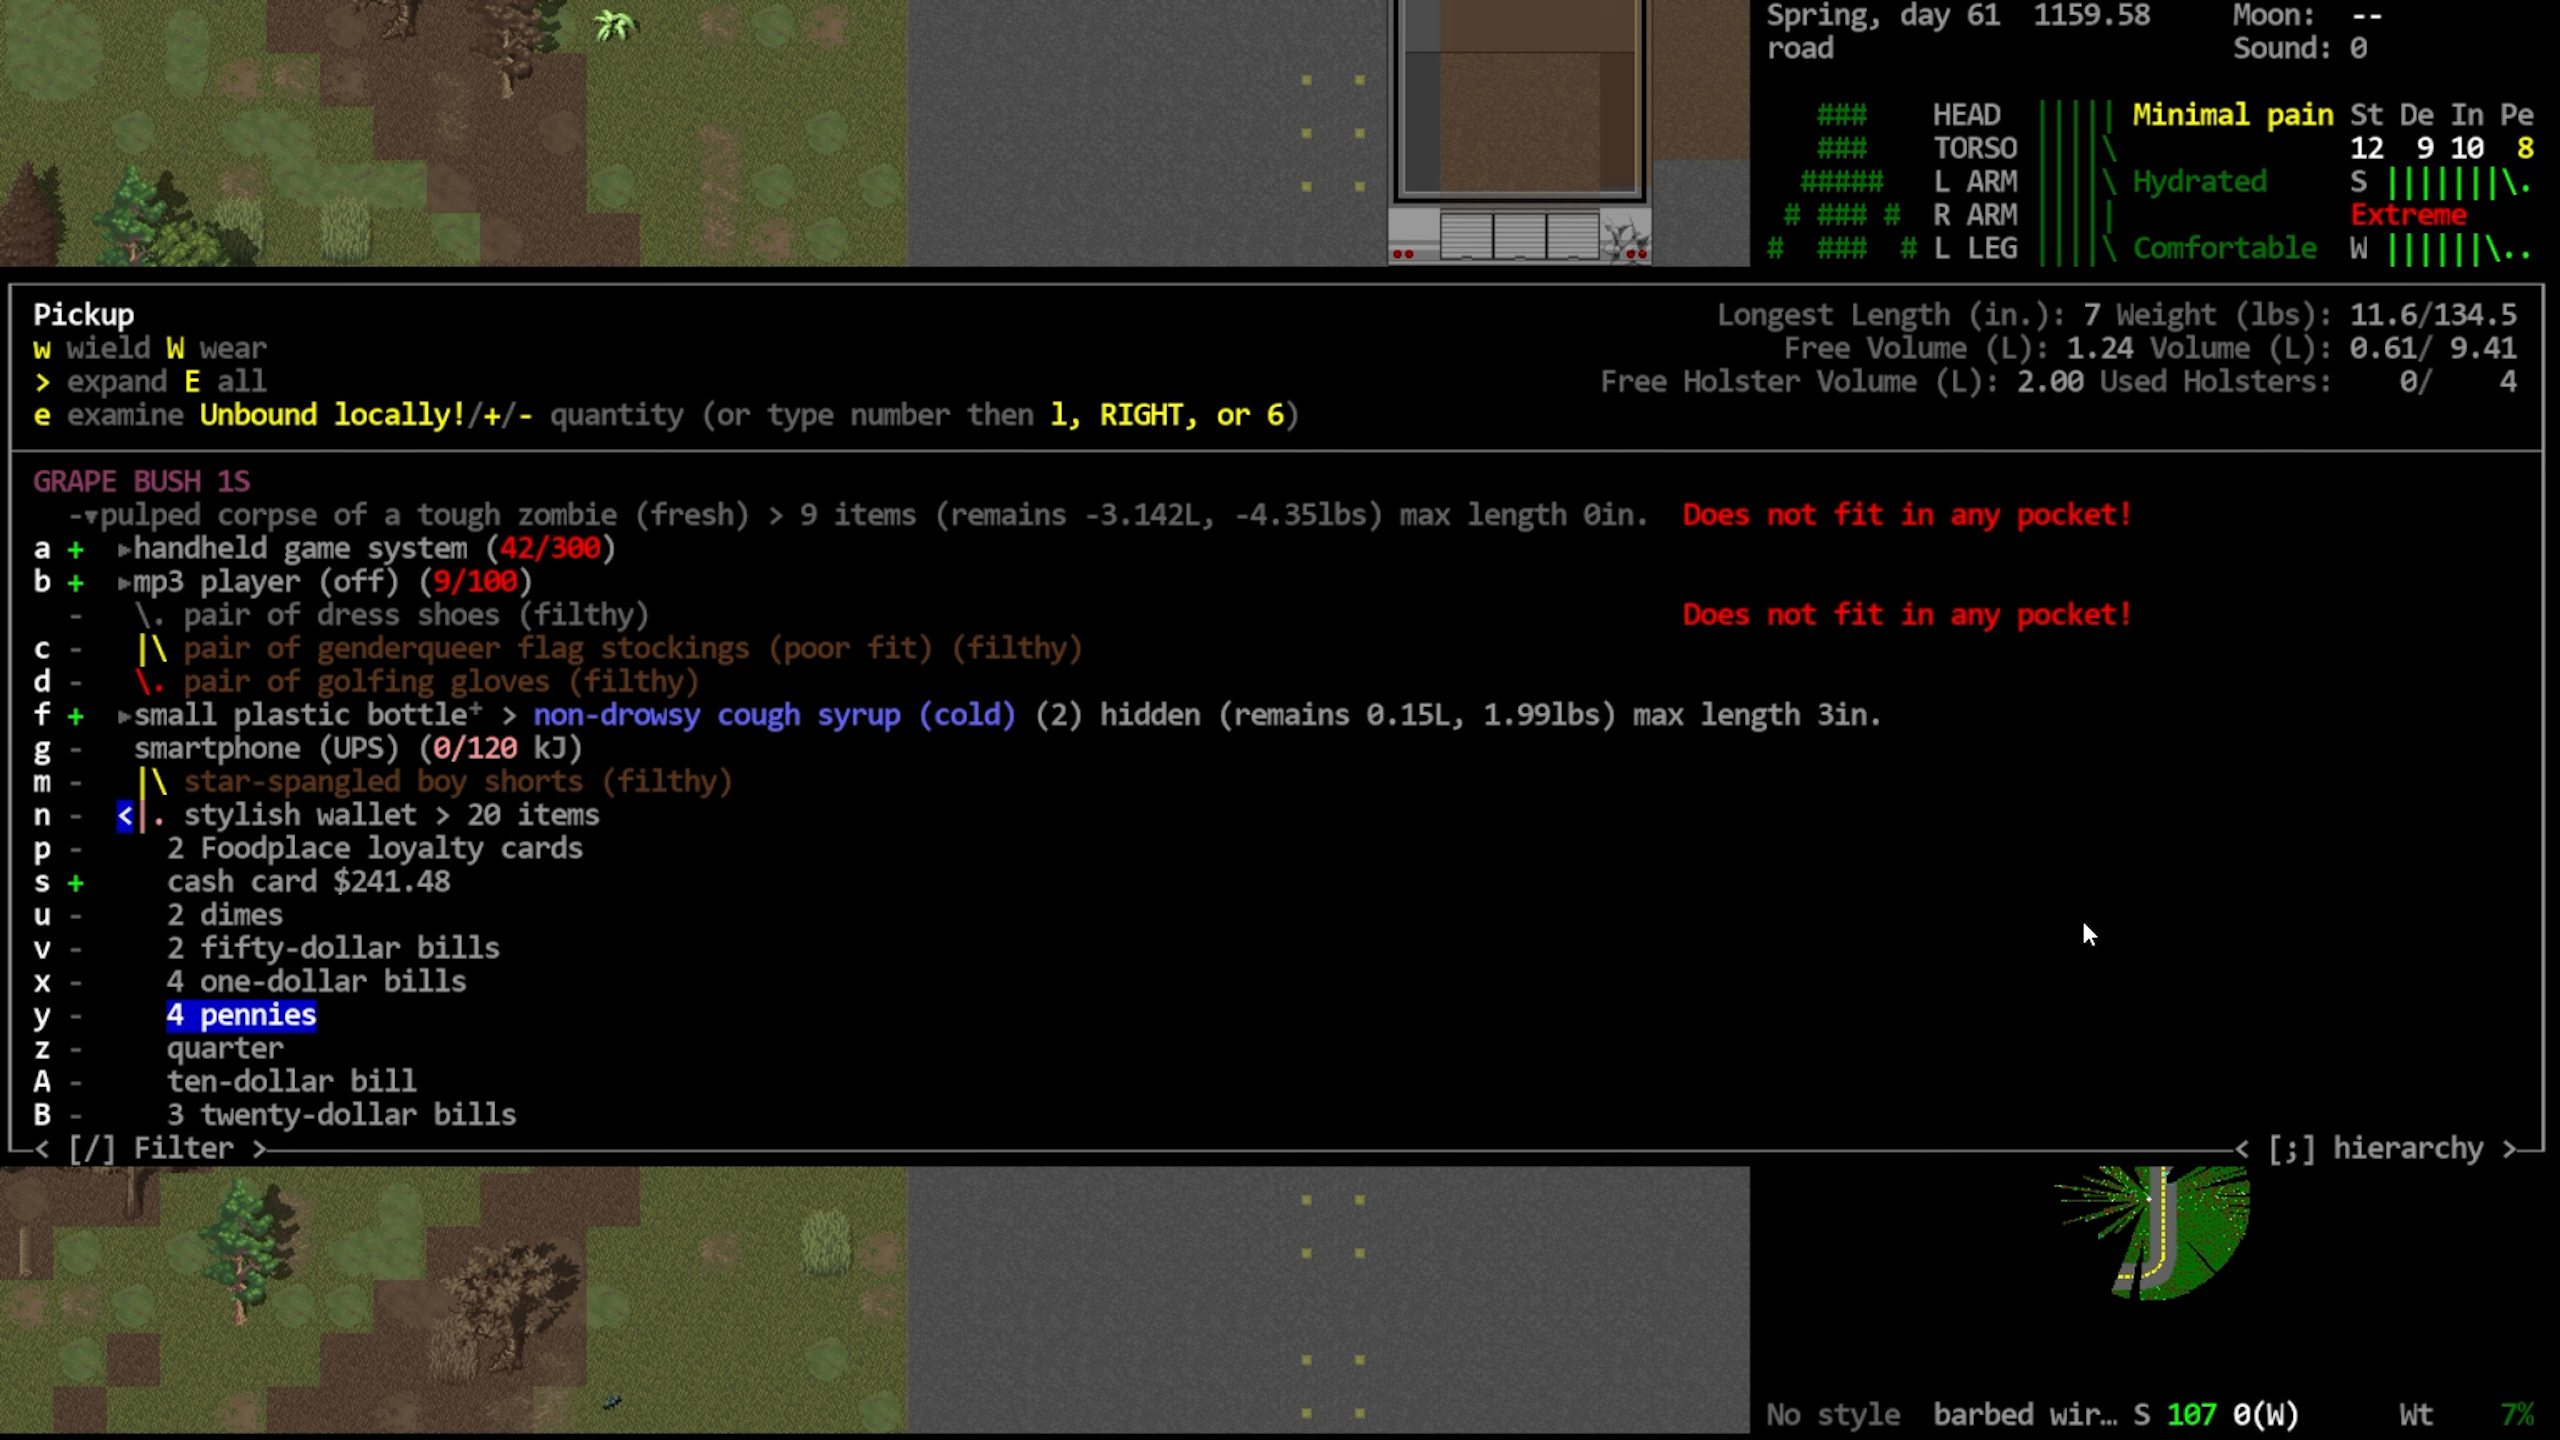 Spring, day 61 1159.58 Moon: --
road Sound: 0
### HEAD |||||  Minimal pain St De In Pe
### TORSO ||||\ 12 9 10 8
##### L ARM ||||\ Hydrated S |||||||\.
# ### # R ARM ||||| Extreme
# ### # L LEG ||||\ Comfortable W ||||||\..
Pickup Longest Length (in.): 7 Weight (lbs): 11.6/134.5
w wield W wear Free Volume (L): 1.24 Volume (L): 0.61/ 9.41
> expand E all Free Holster Volume (L): 2.00 Used Holsters: 0/ 4
e examine Unbound locally!/+/- quantity (or type number then l, RIGHT, or 6)
GRAPE BUSH 1S
-▾pulped corpse of a tough zombie (fresh) > 9 items (remains -3.142L, -4.35lbs) max length 0in. Does not fit in any pocket!
a + ▸handheld game system (42/300)
b + ▸mp3 player (off) (9/100)
- \. pair of dress shoes (filthy) Does not fit in any pocket!
c - |\ pair of genderqueer flag stockings (poor fit) (filthy)
d - \. pair of golfing gloves (filthy)
f + ▸small plastic bottle⁺ > non-drowsy cough syrup (cold) (2) hidden (remains 0.15L, 1.99lbs) max length 3in.
g - smartphone (UPS) (0/120 kJ)
m - |\ star-spangled boy shorts (filthy)
n - <|. stylish wallet > 20 items
p - 2 Foodplace loyalty cards
s + cash card $241.48
u - 2 dimes
v - 2 fifty-dollar bills
x - 4 one-dollar bills
y - 4 pennies
z - quarter
A - ten-dollar bill
B - 3 twenty-dollar bills
< [/] Filter > < [;] hierarchy >
No style barbed wir… S 107 0(W) Wt 7%